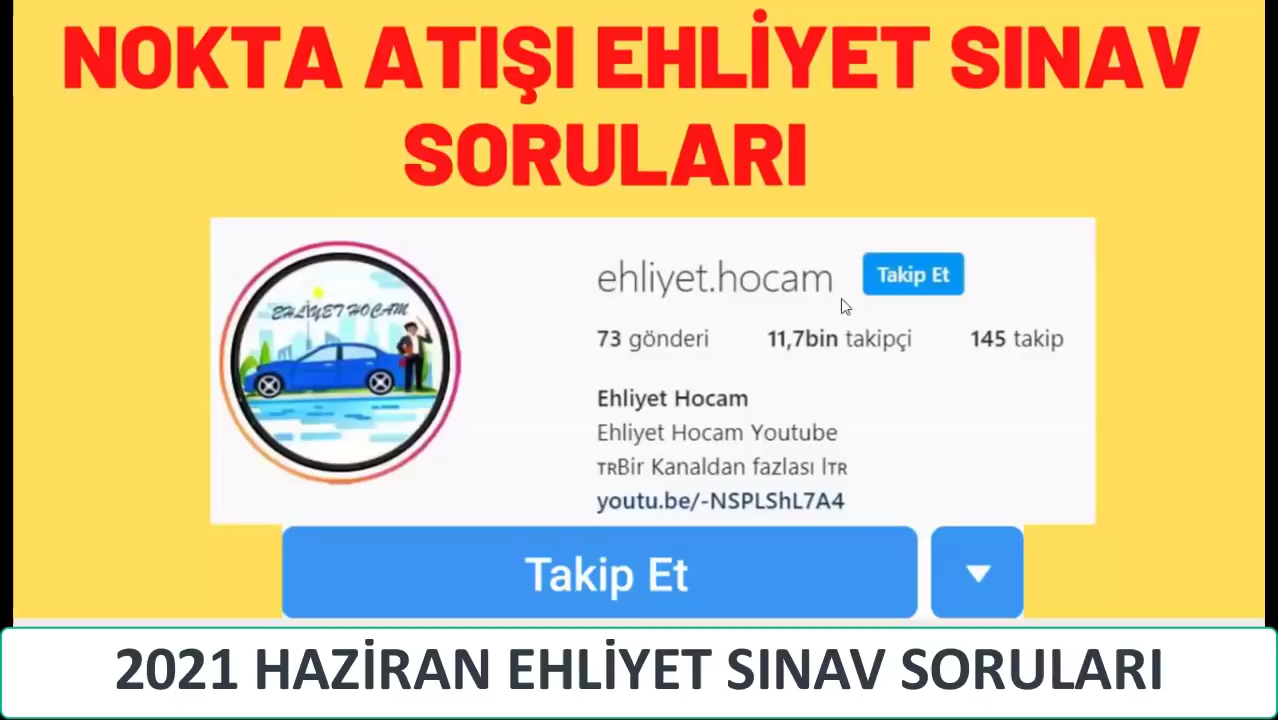 NOKTA ATIŞI EHLİYET SINAV
SORULARI
EHLİYET HOCAM
ehliyet.hocam
Takip Et
73 gönderi 11,7bin takipçi 145 takip
Ehliyet Hocam
Ehliyet Hocam Youtube
TRBir Kanaldan fazlası lTR
youtu.be/-NSPLShL7A4
Takip Et
2021 HAZİRAN EHLİYET SINAV SORULARI